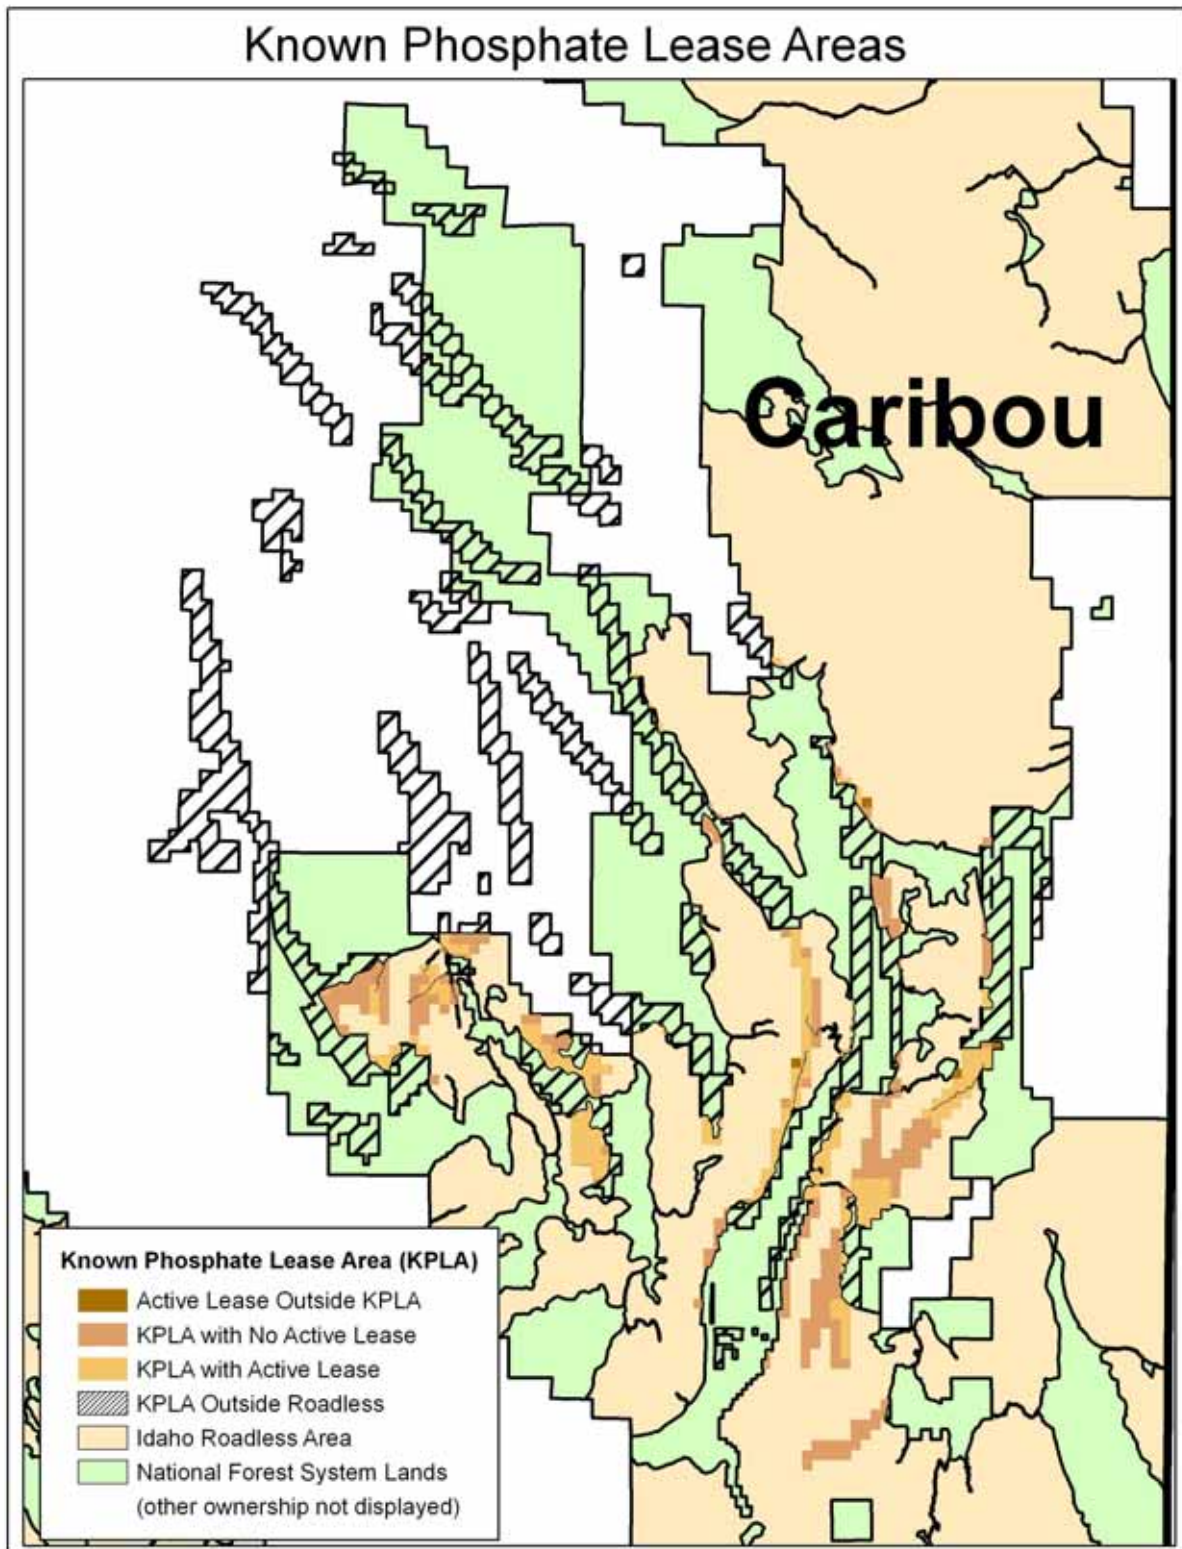 Known Phosphate Lease Areas
Caribou
Known Phosphate Lease Area (KPLA)
Active Lease Outside KPLA
KPLA with No Active Lease
KPLA with Active Lease
KPLA Outside Roadless
Idaho Roadless Area
National Forest System Lands
(other ownership not displayed)